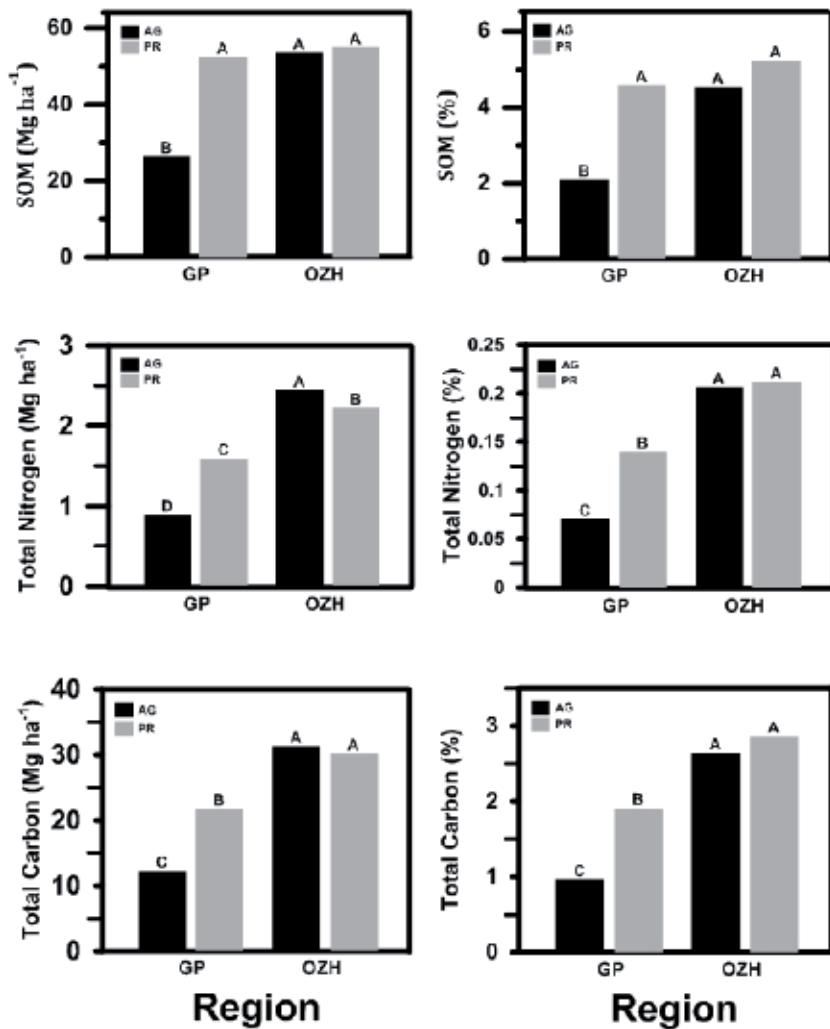 SOM (Mg ha⁻¹)
60
40
20
0
AG
PR
B
A
A
A
GP
OZH
SOM (%)
6
4
2
0
AG
PR
B
A
A
A
GP
OZH
Total Nitrogen (Mg ha⁻¹)
3
2
1
0
AG
PR
D
C
A
B
GP
OZH
Total Nitrogen (%)
0.25
0.2
0.15
0.1
0.05
0
AG
PR
C
B
A
A
GP
OZH
Total Carbon (Mg ha⁻¹)
40
30
20
10
0
AG
PR
C
B
A
A
GP
OZH
Region
Total Carbon (%)
3
2
1
0
AG
PR
C
B
A
A
GP
OZH
Region